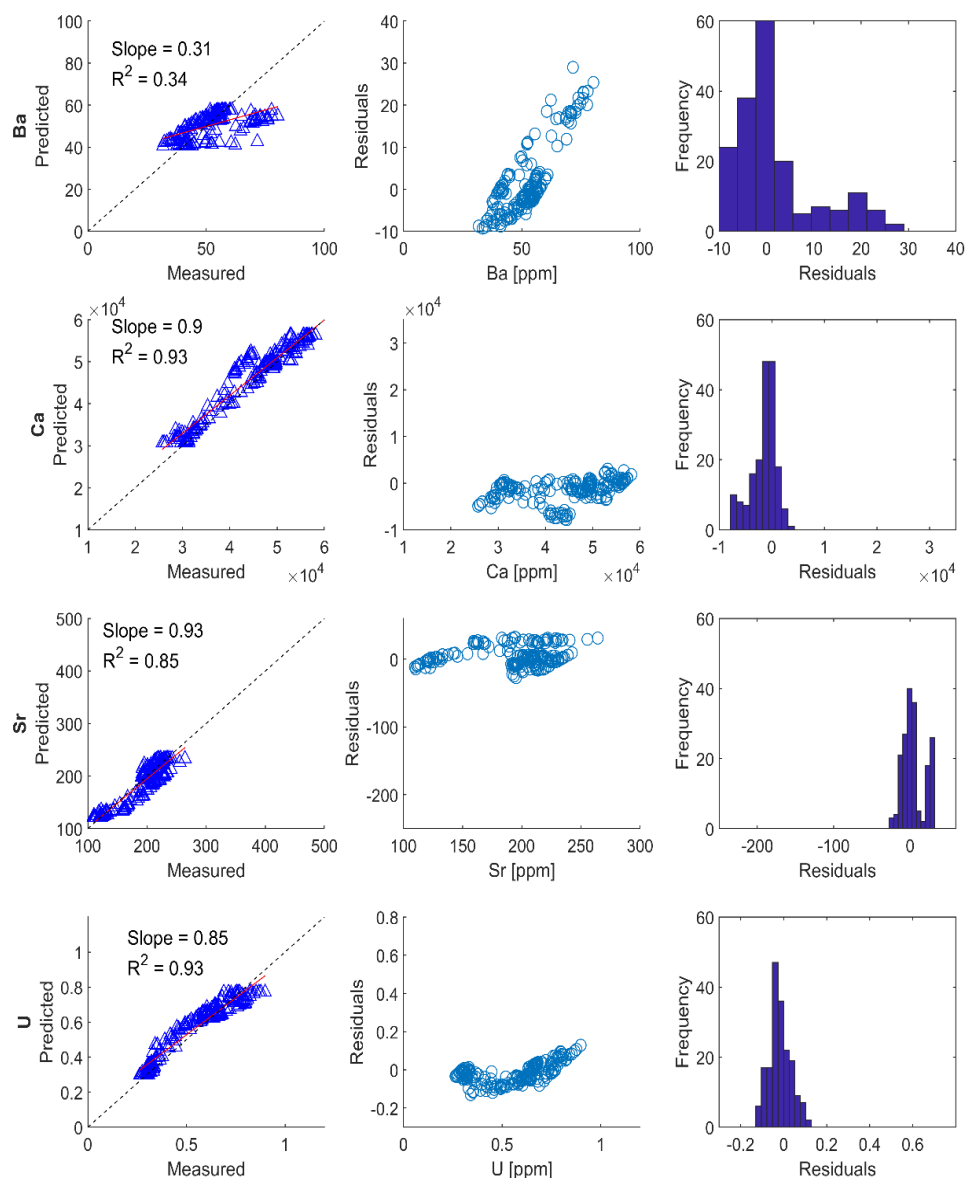 100
80
60
40
20
0
Ba
Predicted
Slope = 0.31
R² = 0.34
0 50 100
Measured
40
30
20
10
0
-10
Residuals
0 50 100
Ba [ppm]
60
40
20
0
Frequency
-10 0 10 20 30 40
Residuals
×10⁴
6
5
4
3
2
1
Ca
Predicted
Slope = 0.9
R² = 0.93
1 2 3 4 5 6
Measured
×10⁴
×10⁴
3
2
1
0
-1
Residuals
1 2 3 4 5 6
Ca [ppm]
×10⁴
60
40
20
0
Frequency
-1 0 1 2 3
Residuals
×10⁴
500
400
300
200
100
Sr
Predicted
Slope = 0.93
R² = 0.85
100 200 300 400 500
Measured
0
-100
-200
Residuals
100 150 200 250 300
Sr [ppm]
60
40
20
0
Frequency
-200 -100 0
Residuals
1
0.8
0.6
0.4
0.2
0
U
Predicted
Slope = 0.85
R² = 0.93
0 0.5 1
Measured
0.8
0.6
0.4
0.2
0
-0.2
Residuals
0 0.5 1
U [ppm]
60
40
20
0
Frequency
-0.2 0 0.2 0.4 0.6
Residuals